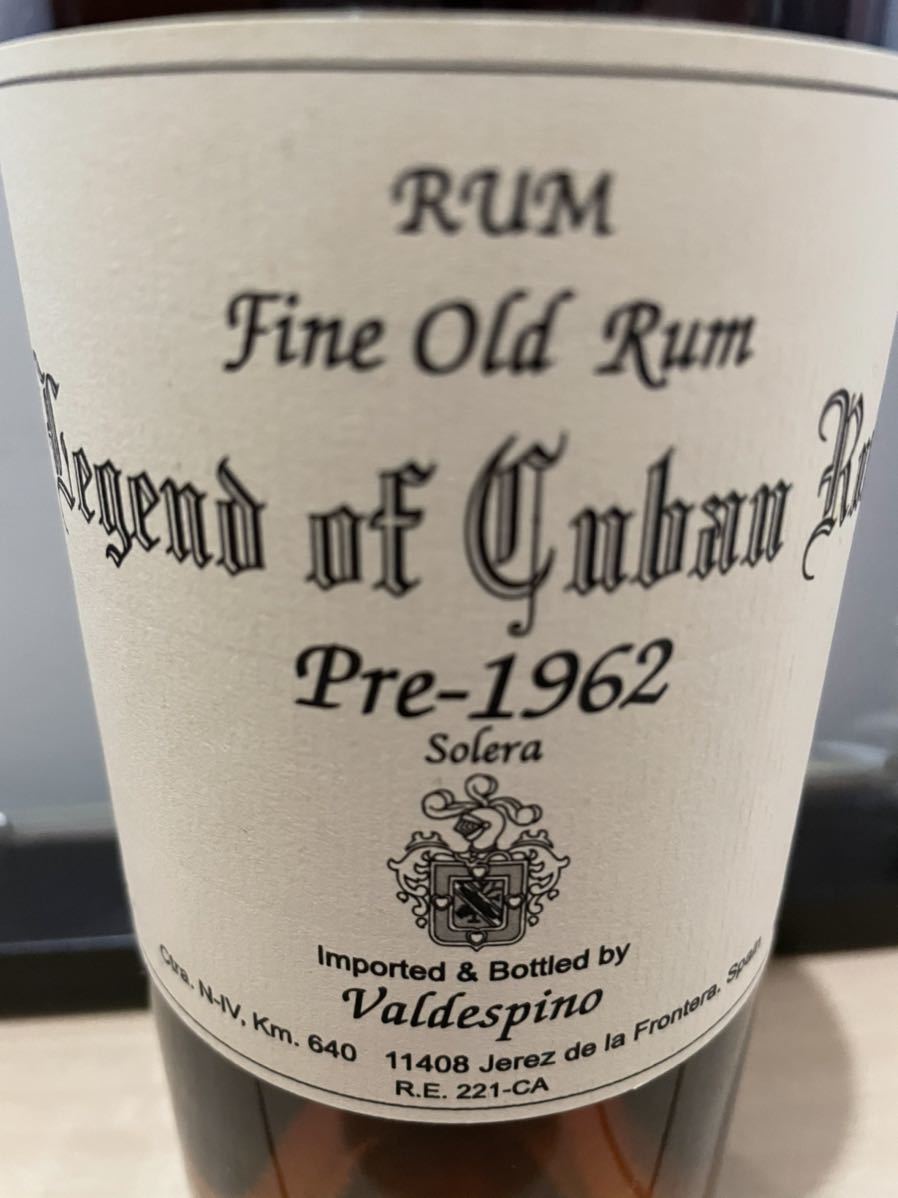 RUM
Fine Old Rum
Legend of Cuban
Pre-1962
Solera
Imported & Bottled by
Valdespino
Ctra. N-IV, Km. 640 11408 Jerez de la Frontera. Spain
R.E. 221-CA